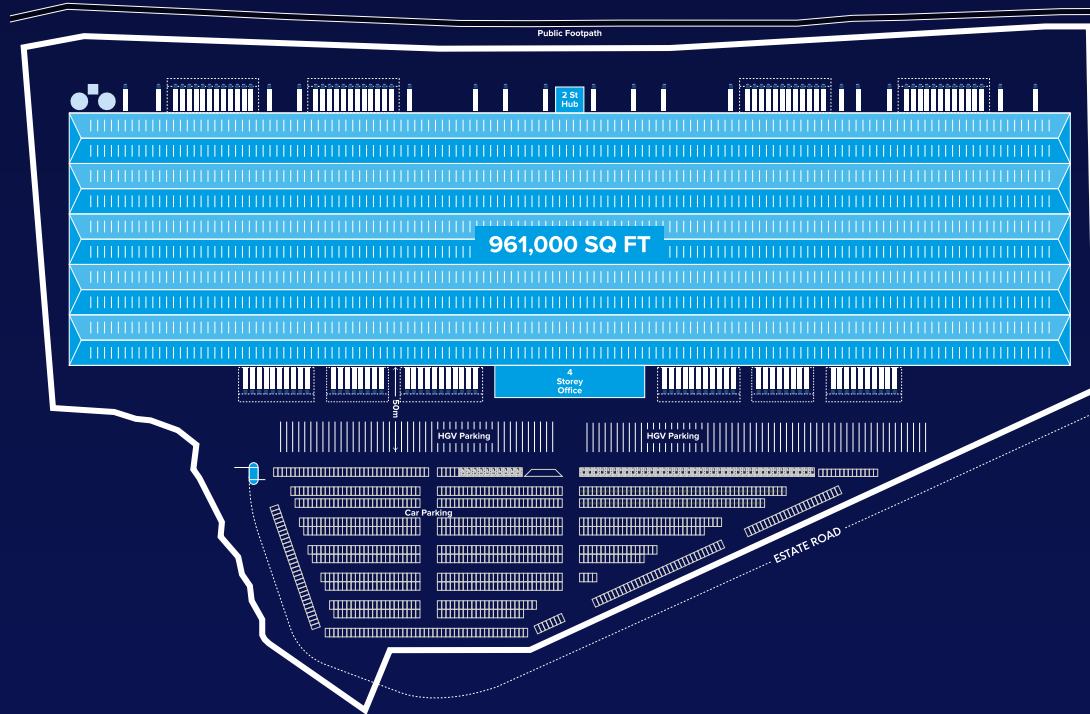 Public Footpath
2 St
Hub
961,000 SQ FT
4
Storey
Office
50m
HGV Parking
HGV Parking
Car Parking
ESTATE ROAD